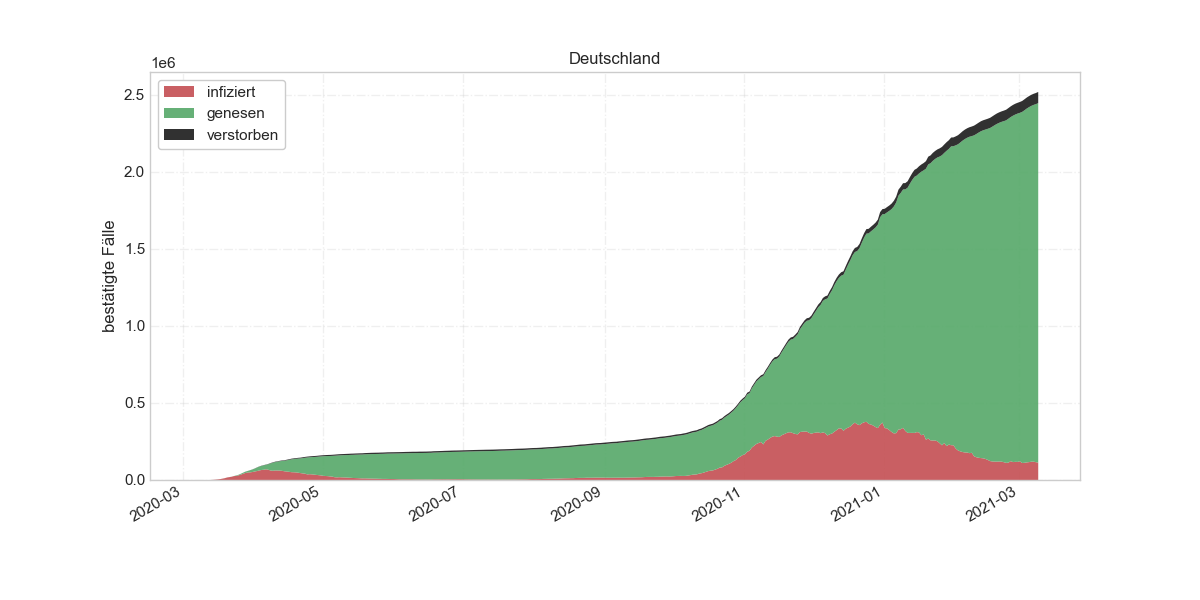 Deutschland
1e6
infiziert
genesen
verstorben
bestätigte Fälle
2.5
2.0
1.5
1.0
0.5
0.0
2020-03
2020-05
2020-07
2020-09
2020-11
2021-01
2021-03